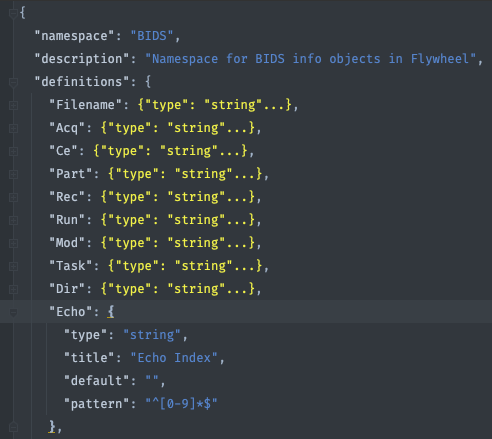 {
"namespace": "BIDS",
"description": "Namespace for BIDS info objects in Flywheel",
"definitions": {
"Filename": {"type": "string"...},
"Acq": {"type": "string"...},
"Ce": {"type": "string"...},
"Part": {"type": "string"...},
"Rec": {"type": "string"...},
"Run": {"type": "string"...},
"Mod": {"type": "string"...},
"Task": {"type": "string"...},
"Dir": {"type": "string"...},
"Echo": {
"type": "string",
"title": "Echo Index",
"default": "",
"pattern": "^[0-9]*$"
},